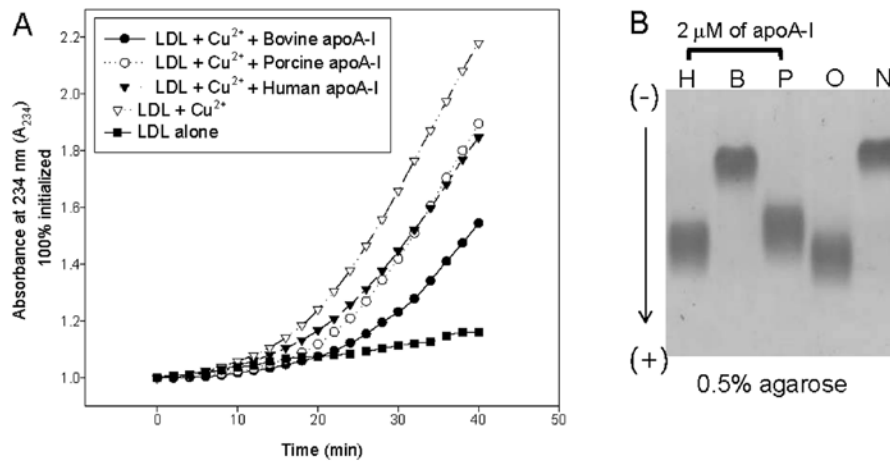 A
LDL + Cu²⁺ + Bovine apoA-I
LDL + Cu²⁺ + Porcine apoA-I
LDL + Cu²⁺ + Human apoA-I
LDL + Cu²⁺
LDL alone
Absorbance at 234 nm (A₂₃₄)
100% initialized
2.2
2.0
1.8
1.6
1.4
1.2
1.0
0 10 20 30 40 50
Time (min)
B
2 μM of apoA-I
H B P O N
(-)
(+)
0.5% agarose